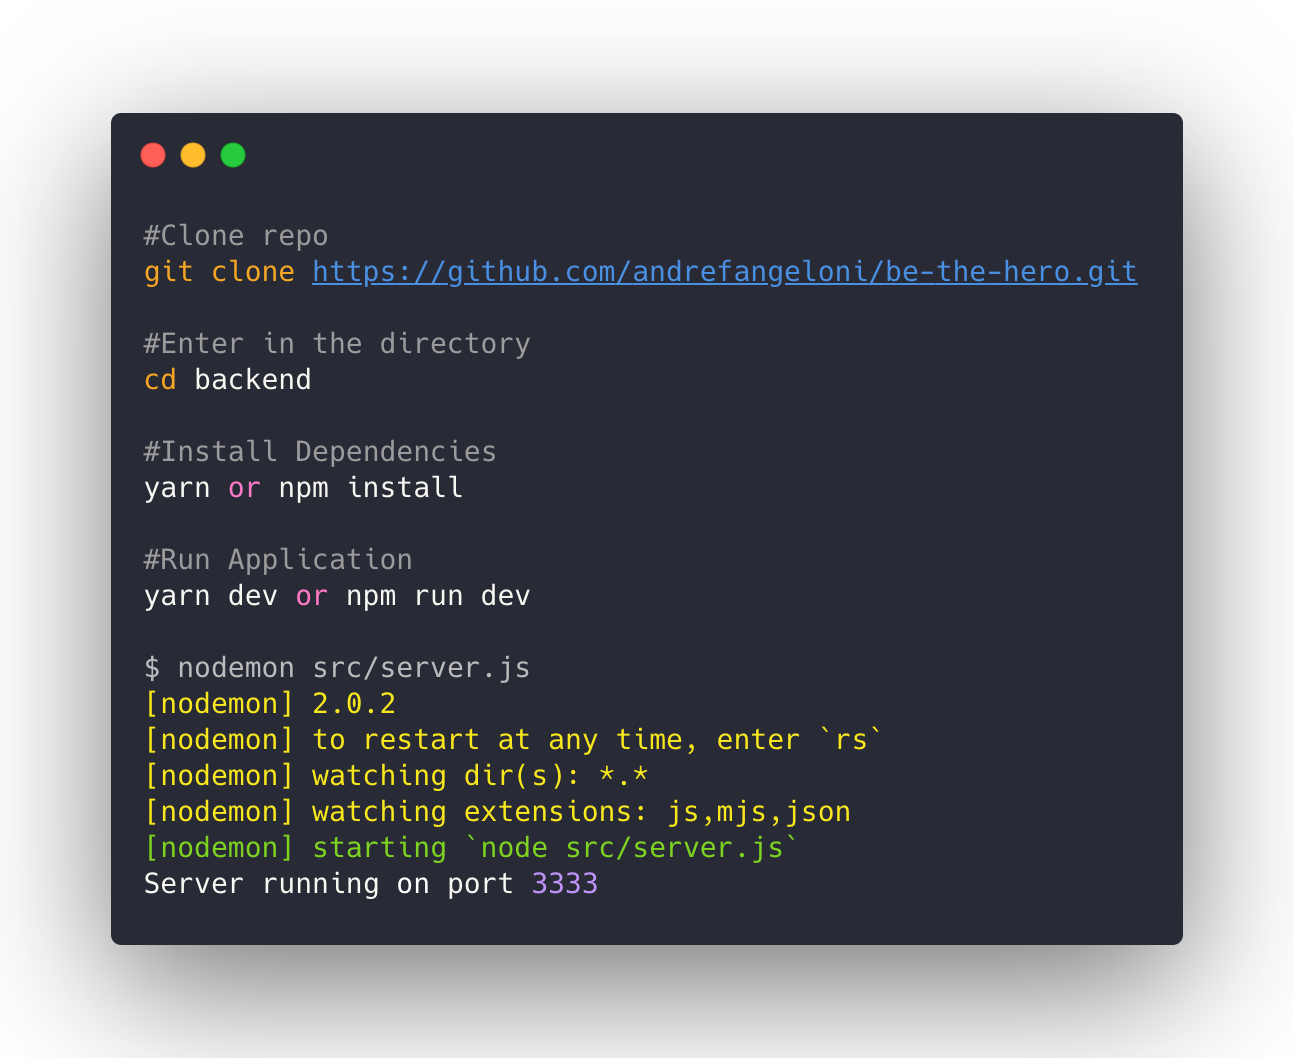 #Clone repo
git clone https://github.com/andrefangeloni/be-the-hero.git
#Enter in the directory
cd backend
#Install Dependencies
yarn or npm install
#Run Application
yarn dev or npm run dev
$ nodemon src/server.js
[nodemon] 2.0.2
[nodemon] to restart at any time, enter `rs`
[nodemon] watching dir(s): *.*
[nodemon] watching extensions: js,mjs,json
[nodemon] starting `node src/server.js`
Server running on port 3333